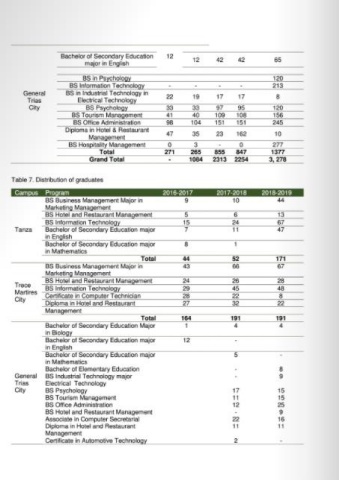 Bachelor of Secondary Education 12 12 42 42 65
major in English
BS in Psychology 120
BS Information Technology - - - - 213
General BS in Industrial Technology in 22 19 17 17 8
Trias Electrical Technology
City BS Psychology 33 33 97 95 120
BS Tourism Management 41 40 109 108 156
BS Office Administration 98 104 151 151 245
Diploma in Hotel & Restaurant 47 35 23 162 10
Management
BS Hospitality Management 0 3 - 0 277
Total 271 265 855 847 1377
Grand Total - 1084 2313 2254 3, 278
Table 7. Distribution of graduates
Campus Program 2016-2017 2017-2018 2018-2019
BS Business Management Major in 9 10 44
Marketing Management
BS Hotel and Restaurant Management 5 6 13
BS Information Technology 15 24 67
Tanza Bachelor of Secondary Education major 7 11 47
in English
Bachelor of Secondary Education major 8 1
in Mathematics
Total 44 52 171
BS Business Management Major in 43 66 67
Marketing Management
BS Hotel and Restaurant Management 24 26 28
Trece BS Information Technology 29 45 48
Martires Certificate in Computer Technician 28 22 8
City Diploma in Hotel and Restaurant 27 32 22
Management
Total 164 191 191
Bachelor of Secondary Education Major 1 4 4
in Biology
Bachelor of Secondary Education major 12 -
in English
Bachelor of Secondary Education major 5 -
in Mathematics
Bachelor of Elementary Education - 8
General BS Industrial Technology major - 9
Trias Electrical Technology
City BS Psychology 17 15
BS Tourism Management 11 15
BS Office Administration 12 25
BS Hotel and Restaurant Management - 9
Associate in Computer Secretarial 22 16
Diploma in Hotel and Restaurant 11 11
Management
Certificate in Automotive Technology 2 -